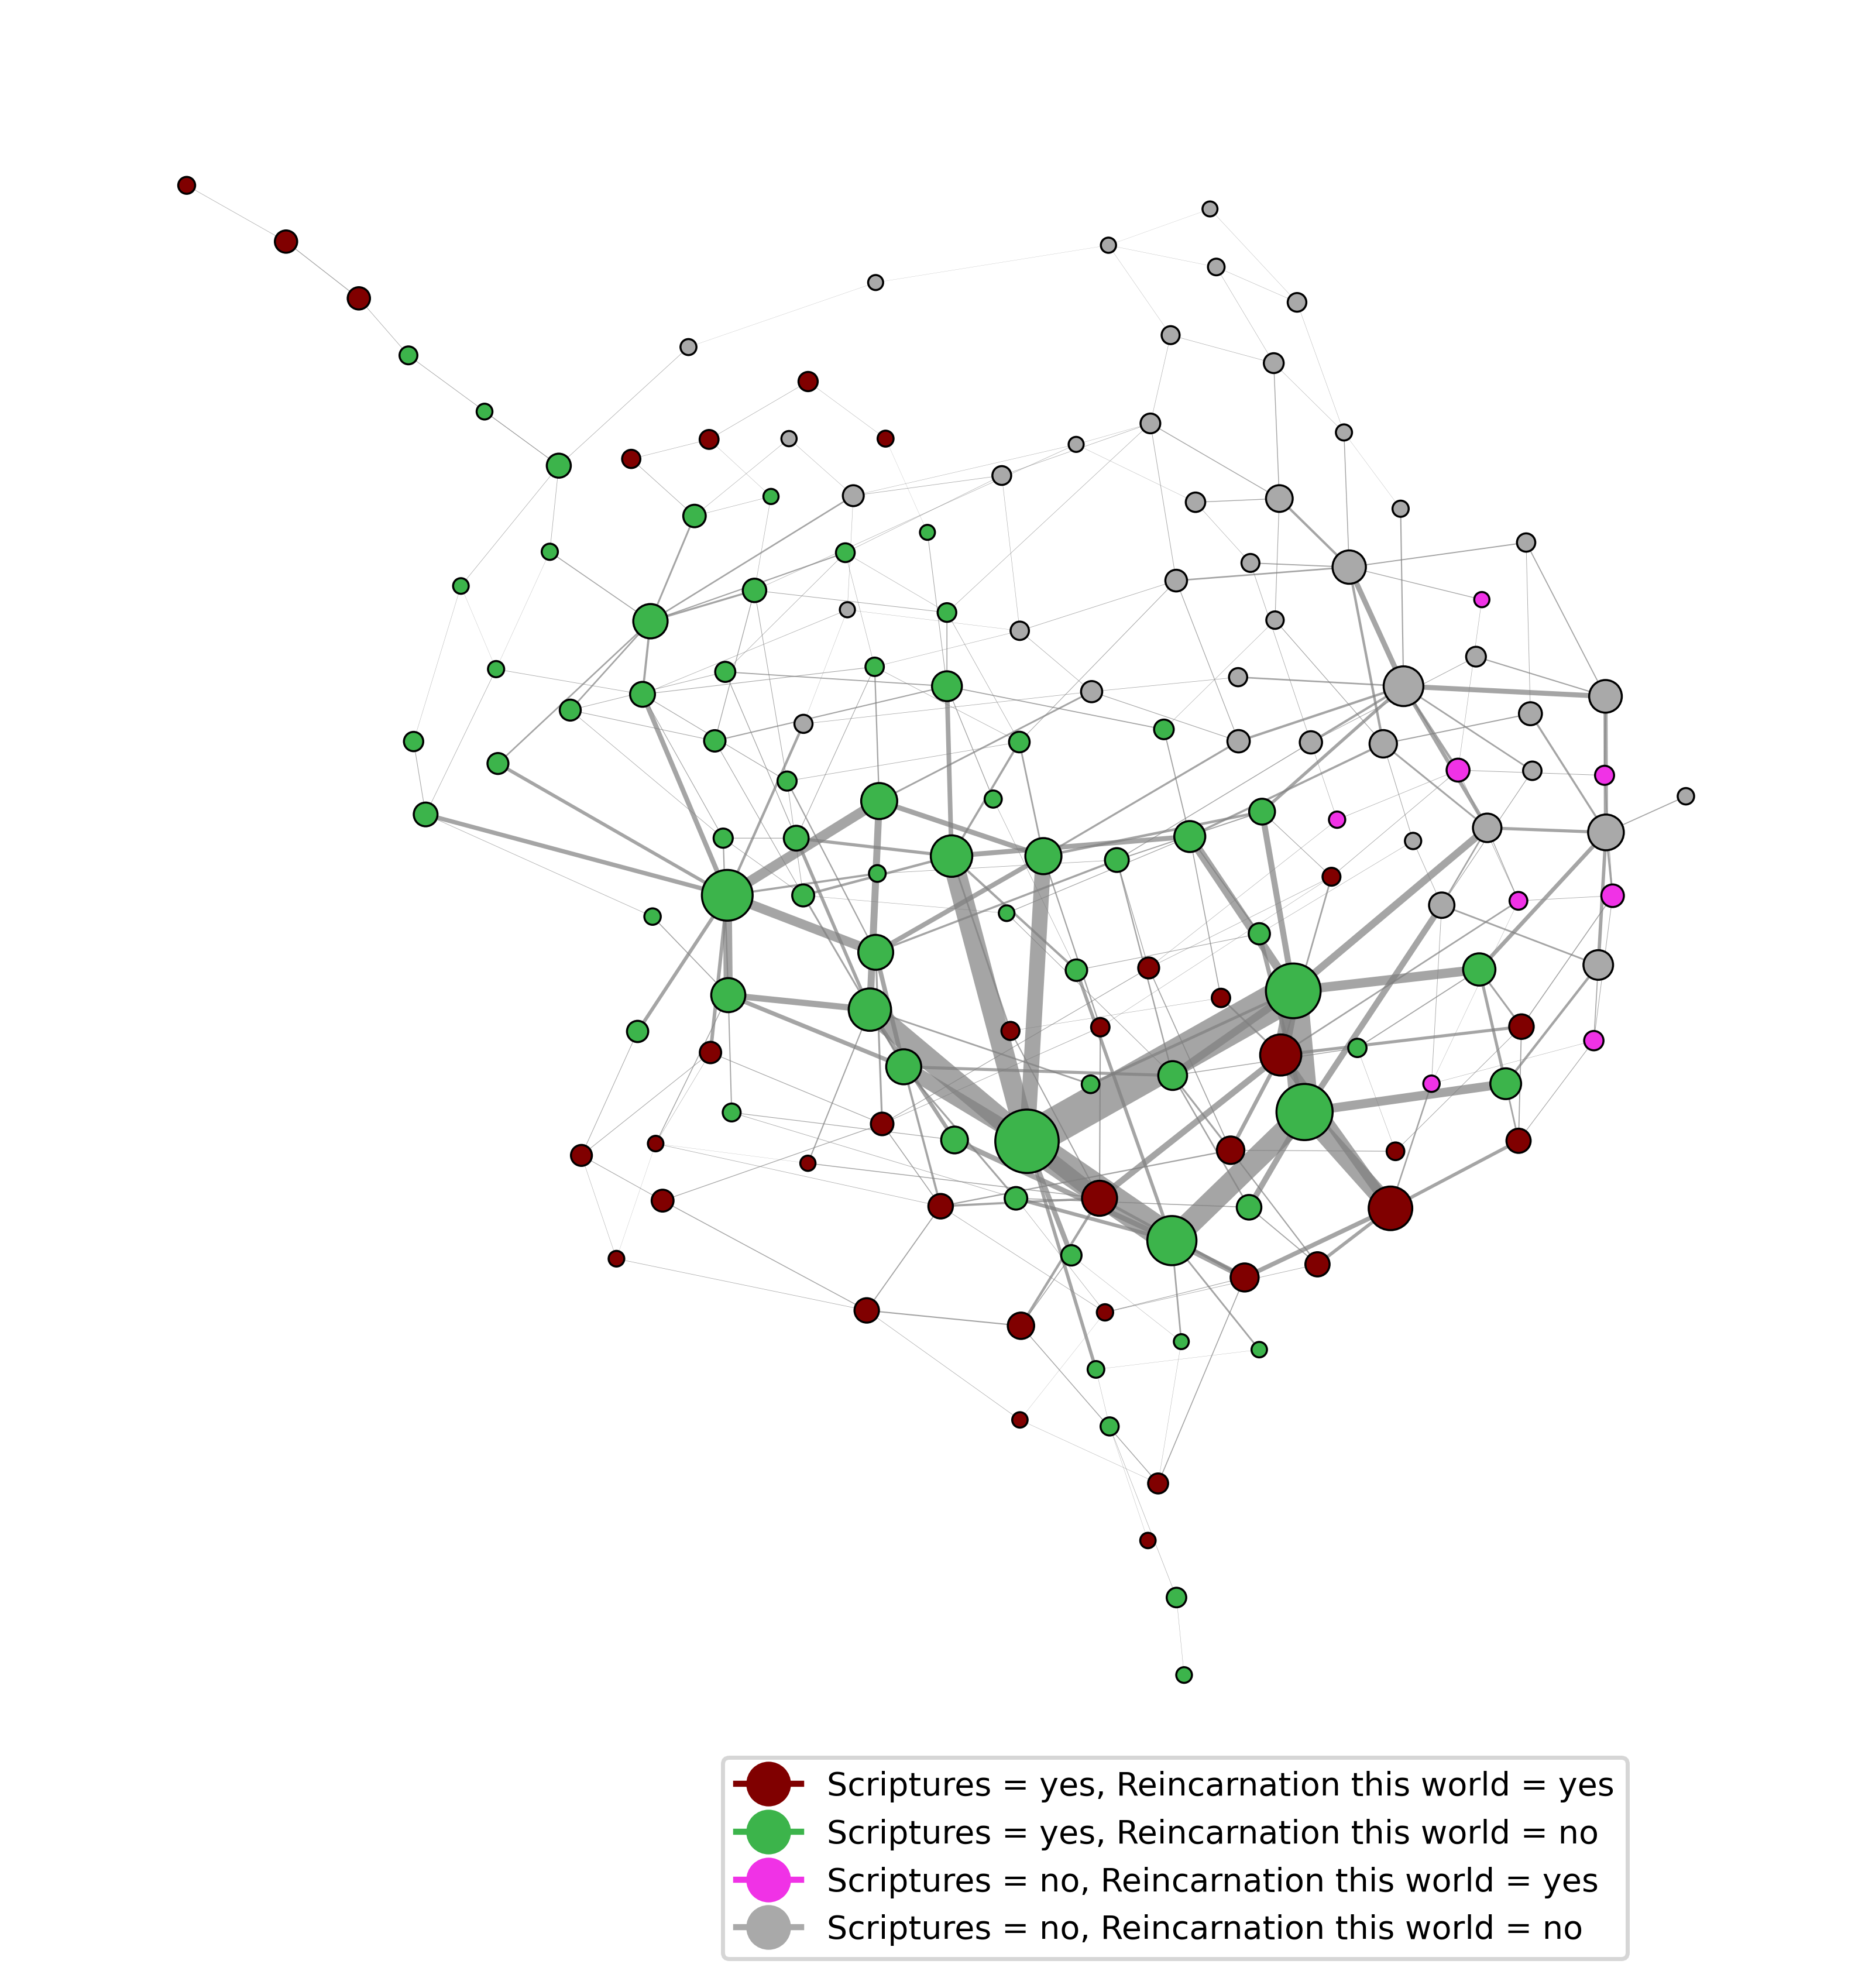 Scriptures = yes, Reincarnation this world = yes
Scriptures = yes, Reincarnation this world = no
Scriptures = no, Reincarnation this world = yes
Scriptures = no, Reincarnation this world = no